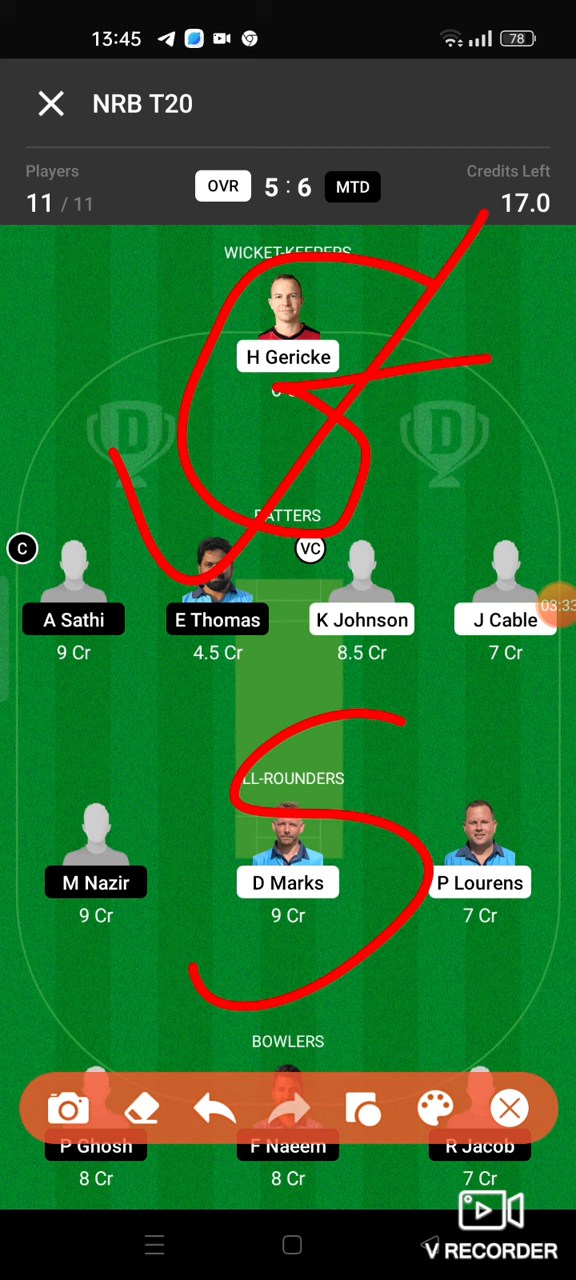 13:45
78
NRB T20
Players
11 / 11
OVR 5 : 6 MTD
Credits Left
17.0
WICKET-KEEPERS
H Gericke
BATTERS
C
VC
A Sathi
E Thomas
K Johnson
J Cable
9 Cr
4.5 Cr
8.5 Cr
7 Cr
03:33
ALL-ROUNDERS
M Nazir
D Marks
P Lourens
9 Cr
9 Cr
7 Cr
BOWLERS
P Ghosh
F Naeem
R Jacob
8 Cr
8 Cr
7 Cr
V RECORDER